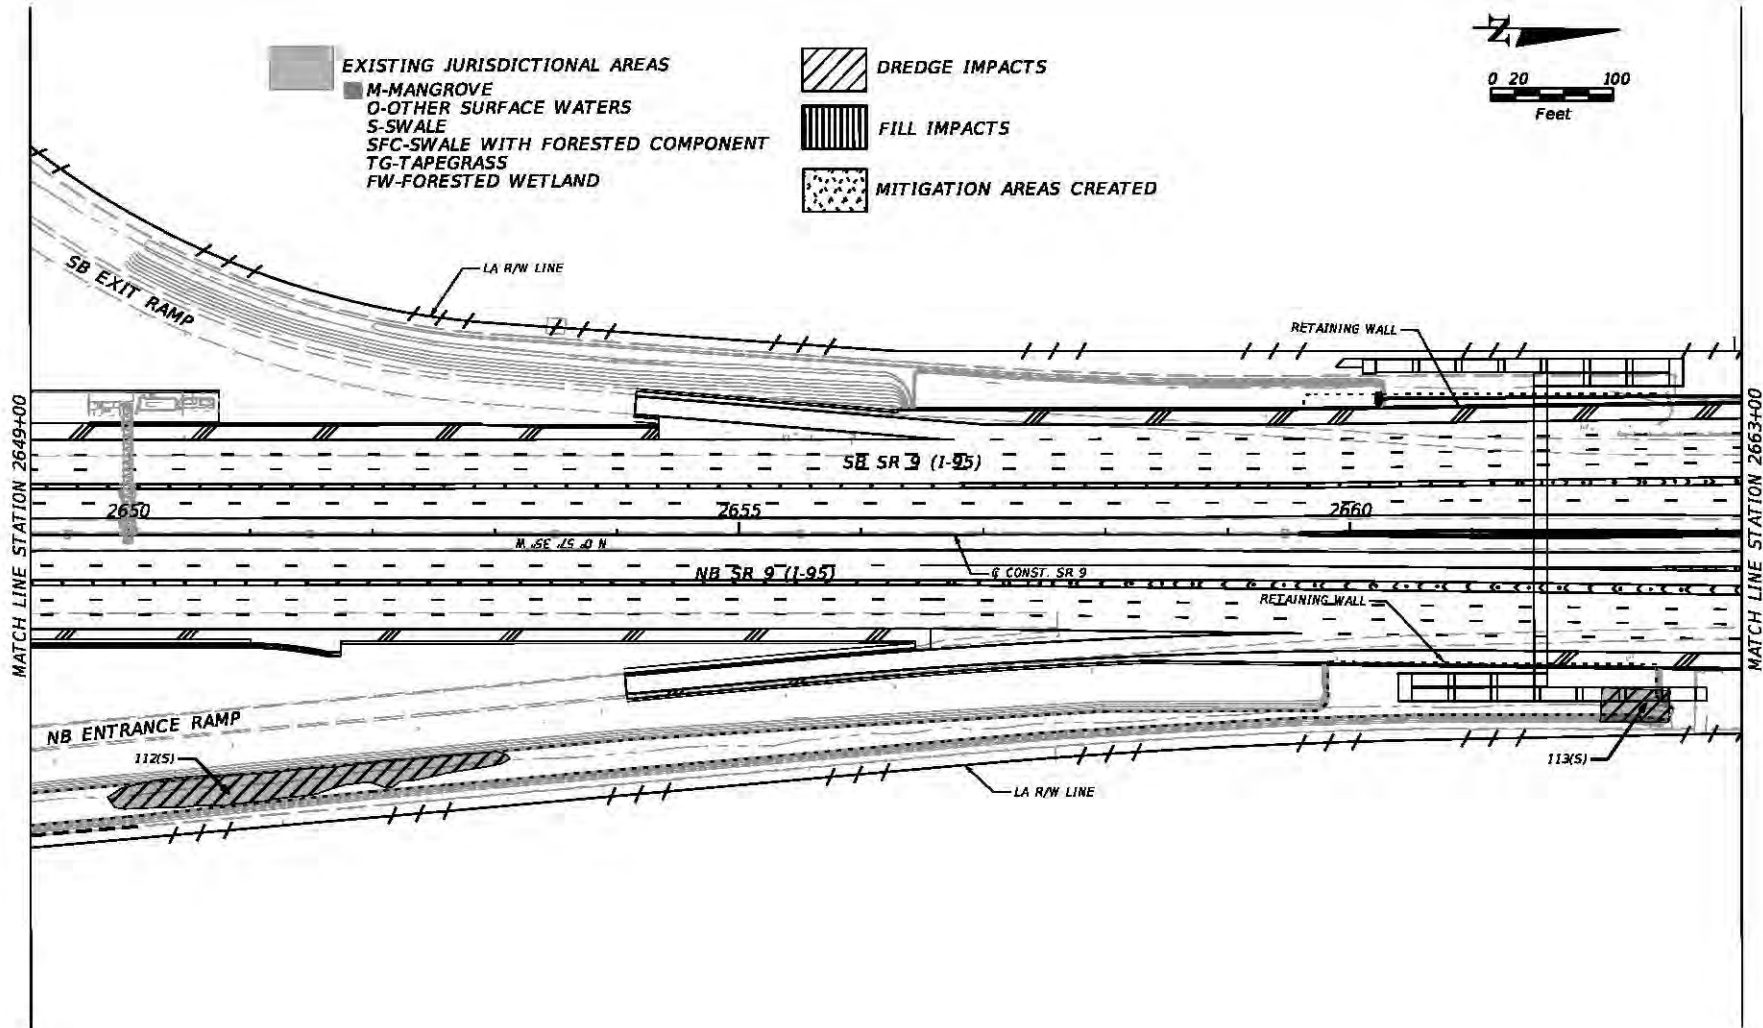 EXISTING JURISDICTIONAL AREAS
M-MANGROVE
O-OTHER SURFACE WATERS
S-SWALE
SFC-SWALE WITH FORESTED COMPONENT
TG-TAPEGRASS
FW-FORESTED WETLAND
DREDGE IMPACTS
FILL IMPACTS
MITIGATION AREAS CREATED
N
0 20 100
Feet
SB EXIT RAMP
LA R/W LINE
RETAINING WALL
MATCH LINE STATION 2649+00
MATCH LINE STATION 2663+00
SB SR 9 (I-95)
2650
2655
2660
N 0° 57' 35" W
NB SR 9 (I-95)
℄ CONST. SR 9
RETAINING WALL
NB ENTRANCE RAMP
112(S)
113(S)
LA R/W LINE